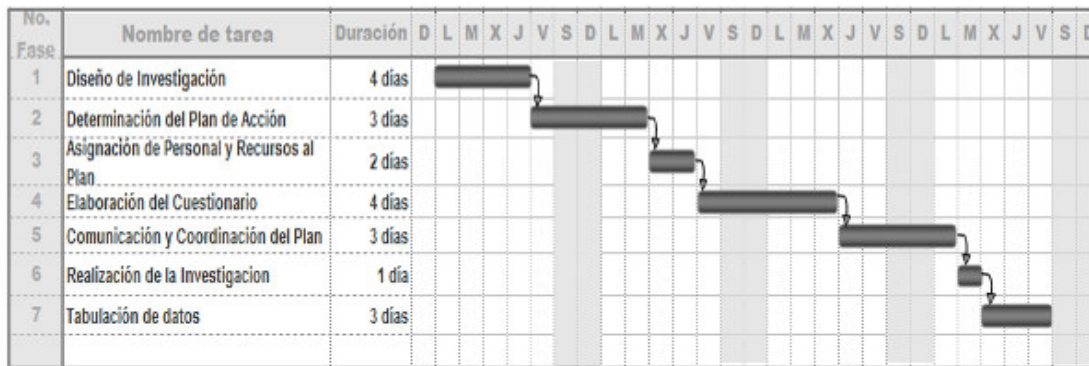 No. Fase Nombre de tarea Duración D L M X J V S D L M X J V S D L M X J V S D L M X J V S D
1 Diseño de Investigación 4 días
2 Determinación del Plan de Acción 3 días
3 Asignación de Personal y Recursos al Plan 2 días
4 Elaboración del Cuestionario 4 días
5 Comunicación y Coordinación del Plan 3 días
6 Realización de la Investigacion 1 día
7 Tabulación de datos 3 días